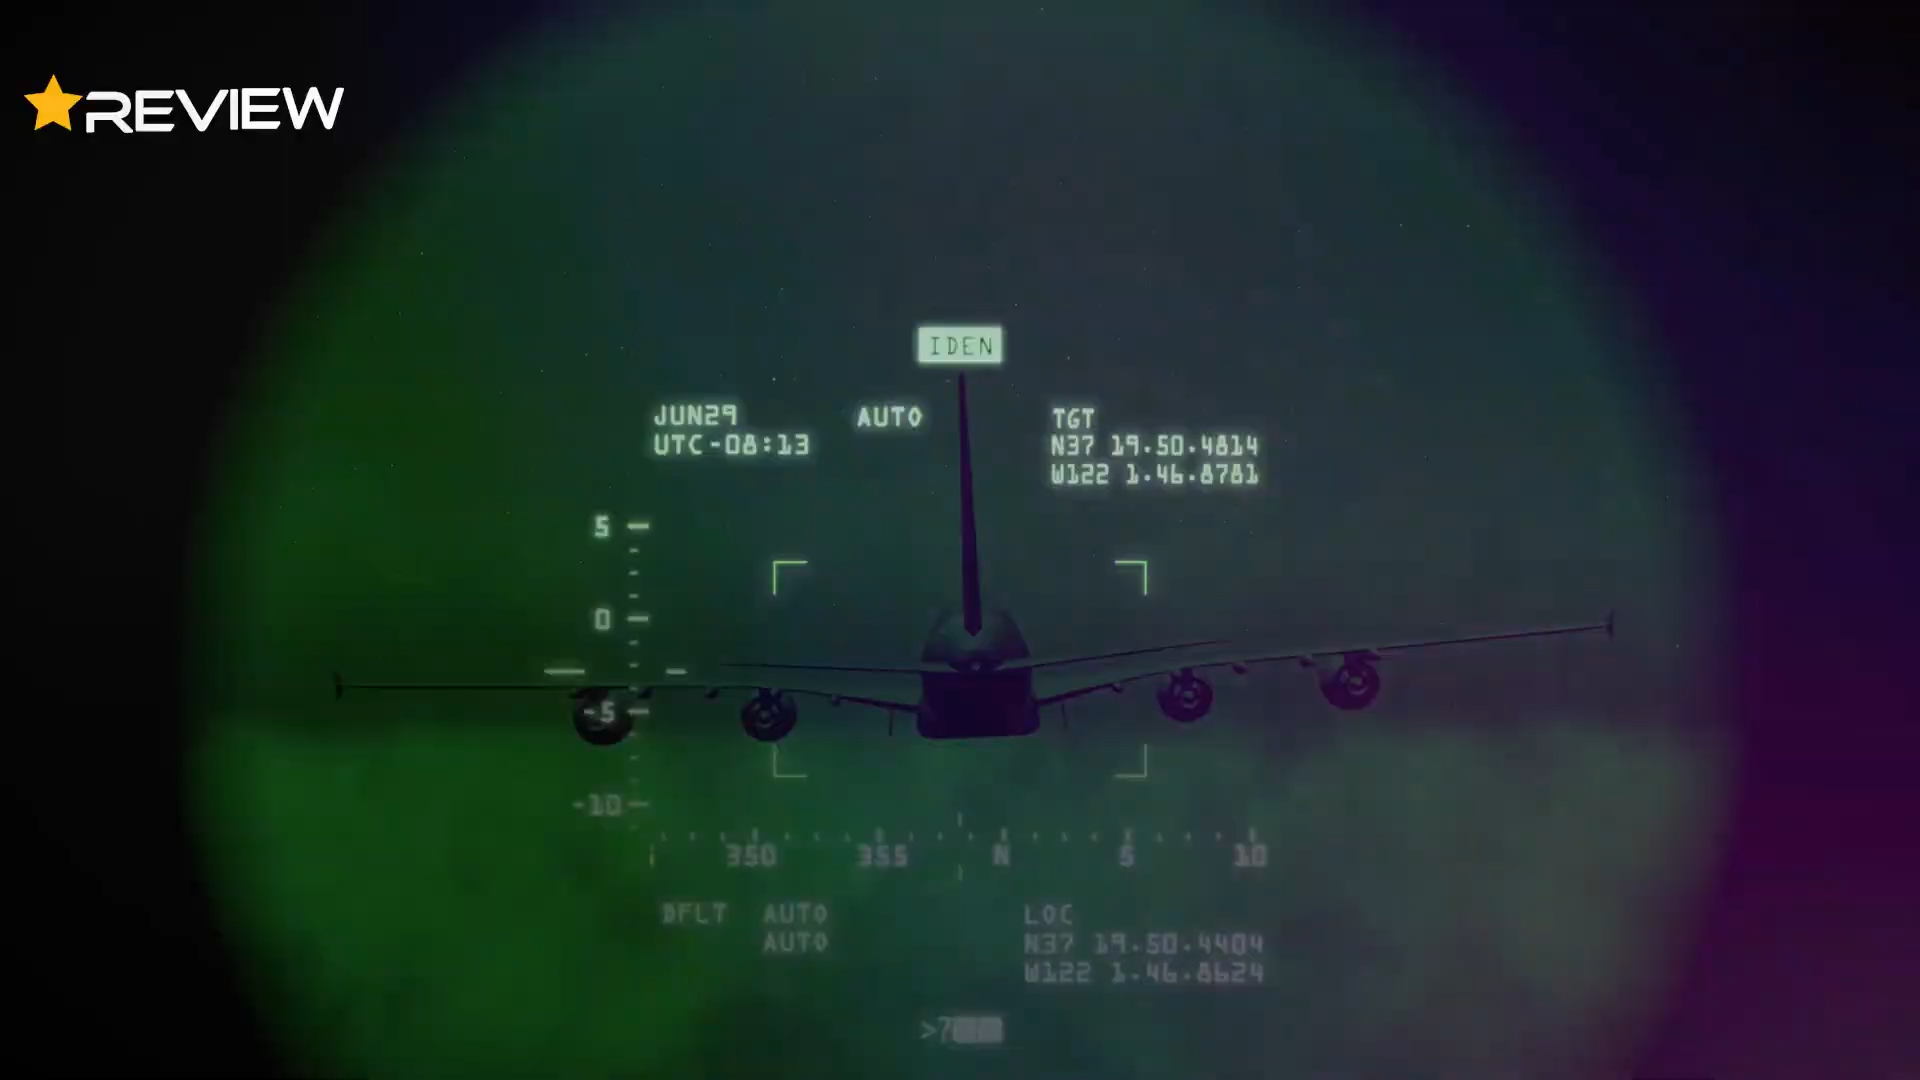 REVIEW
IDEN
JUN29 AUTO TGT
UTC-08:13 N37 19.50.4814
W122 1.46.8781
5
0
-5
-10
350 355 N 5 10
DFLT AUTO LOC
AUTO N37 19.50.4404
W122 1.46.8624